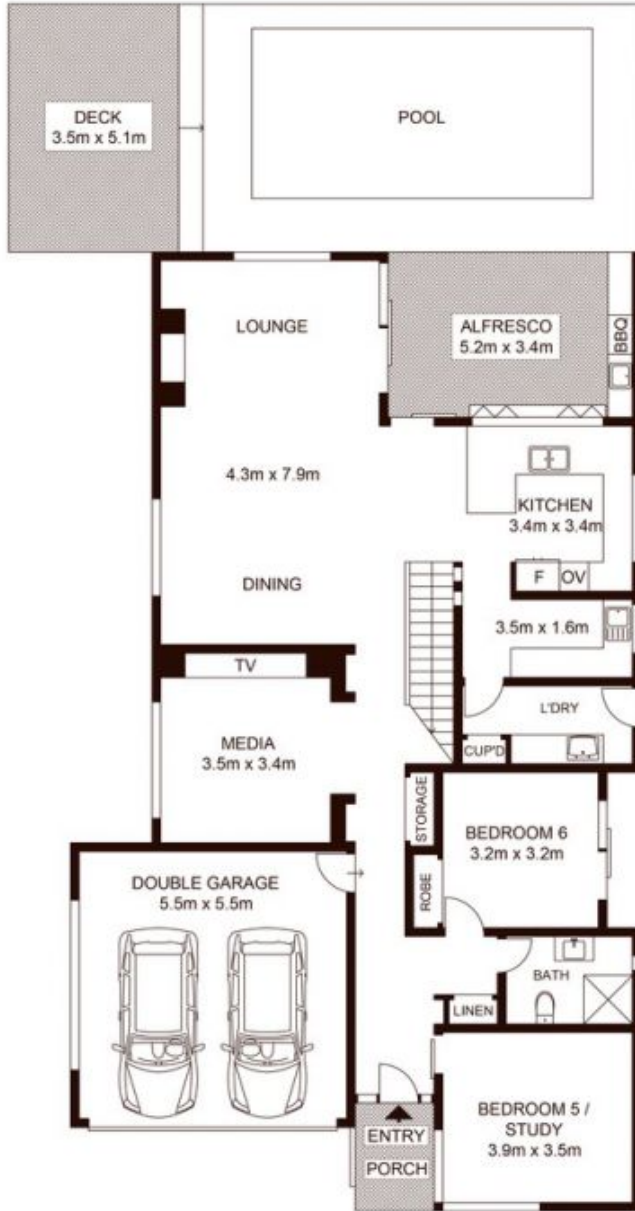 DECK
3.5m x 5.1m
POOL
LOUNGE
ALFRESCO
5.2m x 3.4m
BBQ
4.3m x 7.9m
KITCHEN
3.4m x 3.4m
F
OV
DINING
3.5m x 1.6m
TV
L'DRY
MEDIA
3.5m x 3.4m
CUP'D
STORAGE
BEDROOM 6
3.2m x 3.2m
DOUBLE GARAGE
5.5m x 5.5m
ROBE
BATH
LINEN
ENTRY
PORCH
BEDROOM 5 /
STUDY
3.9m x 3.5m